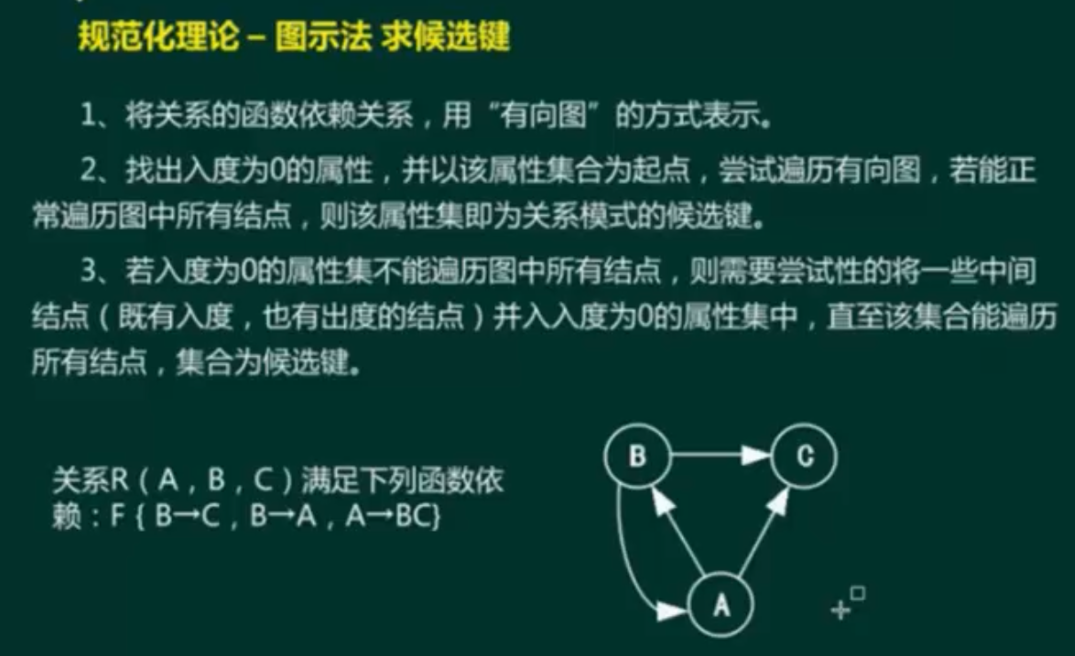 规范化理论 – 图示法 求候选键
1、将关系的函数依赖关系，用“有向图”的方式表示。
2、找出入度为0的属性，并以该属性集合为起点，尝试遍历有向图，若能正
常遍历图中所有结点，则该属性集即为关系模式的候选键。
3、若入度为0的属性集不能遍历图中所有结点，则需要尝试性的将一些中间
结点（既有入度，也有出度的结点）并入入度为0的属性集中，直至该集合能遍历
所有结点，集合为候选键。
B
C
关系R（A，B，C）满足下列函数依
赖：F { B→C，B→A，A→BC}
A